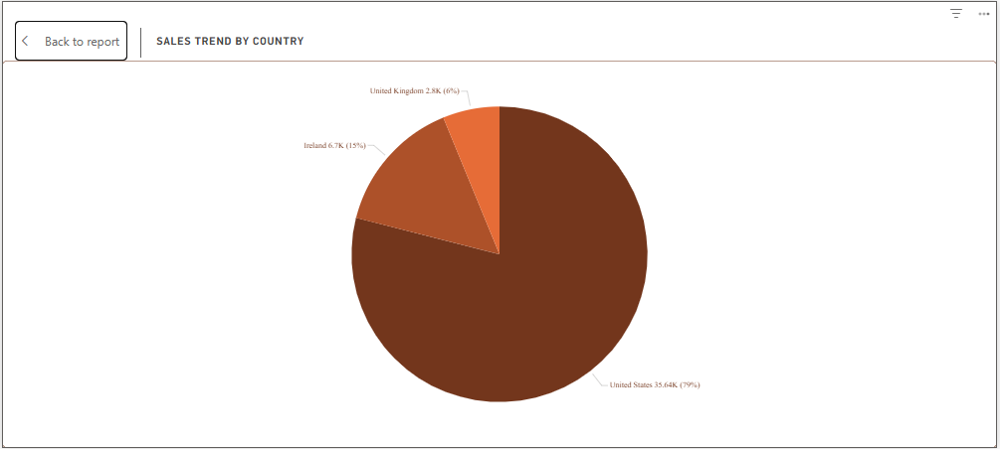 Back to report
SALES TREND BY COUNTRY
United Kingdom 2.8K (6%)
Ireland 6.7K (15%)
United States 35.64K (79%)